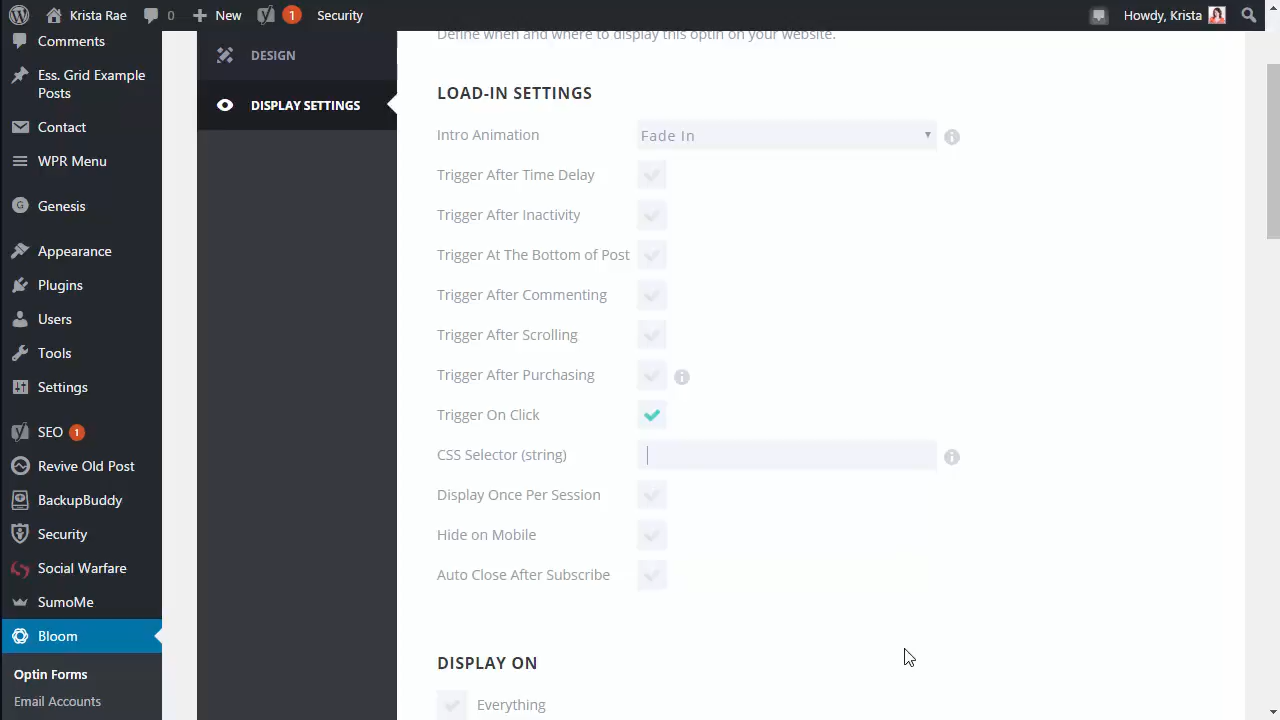 Krista Rae
0
New
1
Security
Howdy, Krista
Comments
Ess. Grid Example
Posts
Contact
WPR Menu
Genesis
Appearance
Plugins
Users
Tools
Settings
SEO 1
Revive Old Post
BackupBuddy
Security
Social Warfare
SumoMe
Bloom
Optin Forms
Email Accounts
DESIGN
DISPLAY SETTINGS
Define when and where to display this optin on your website.
LOAD-IN SETTINGS
Intro Animation
Fade In
Trigger After Time Delay
Trigger After Inactivity
Trigger At The Bottom of Post
Trigger After Commenting
Trigger After Scrolling
Trigger After Purchasing
Trigger On Click
CSS Selector (string)
Display Once Per Session
Hide on Mobile
Auto Close After Subscribe
DISPLAY ON
Everything